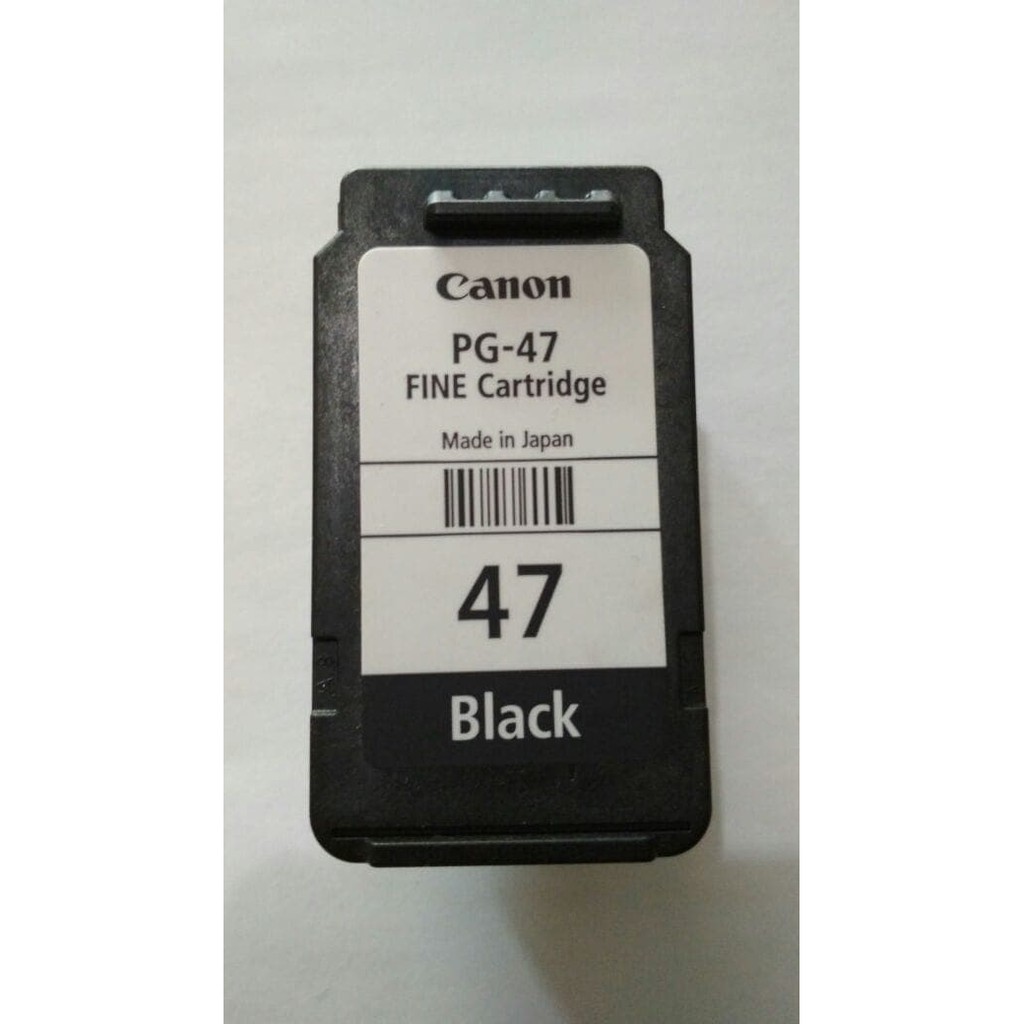 Canon
PG-47
FINE Cartridge
Made in Japan
47
Black